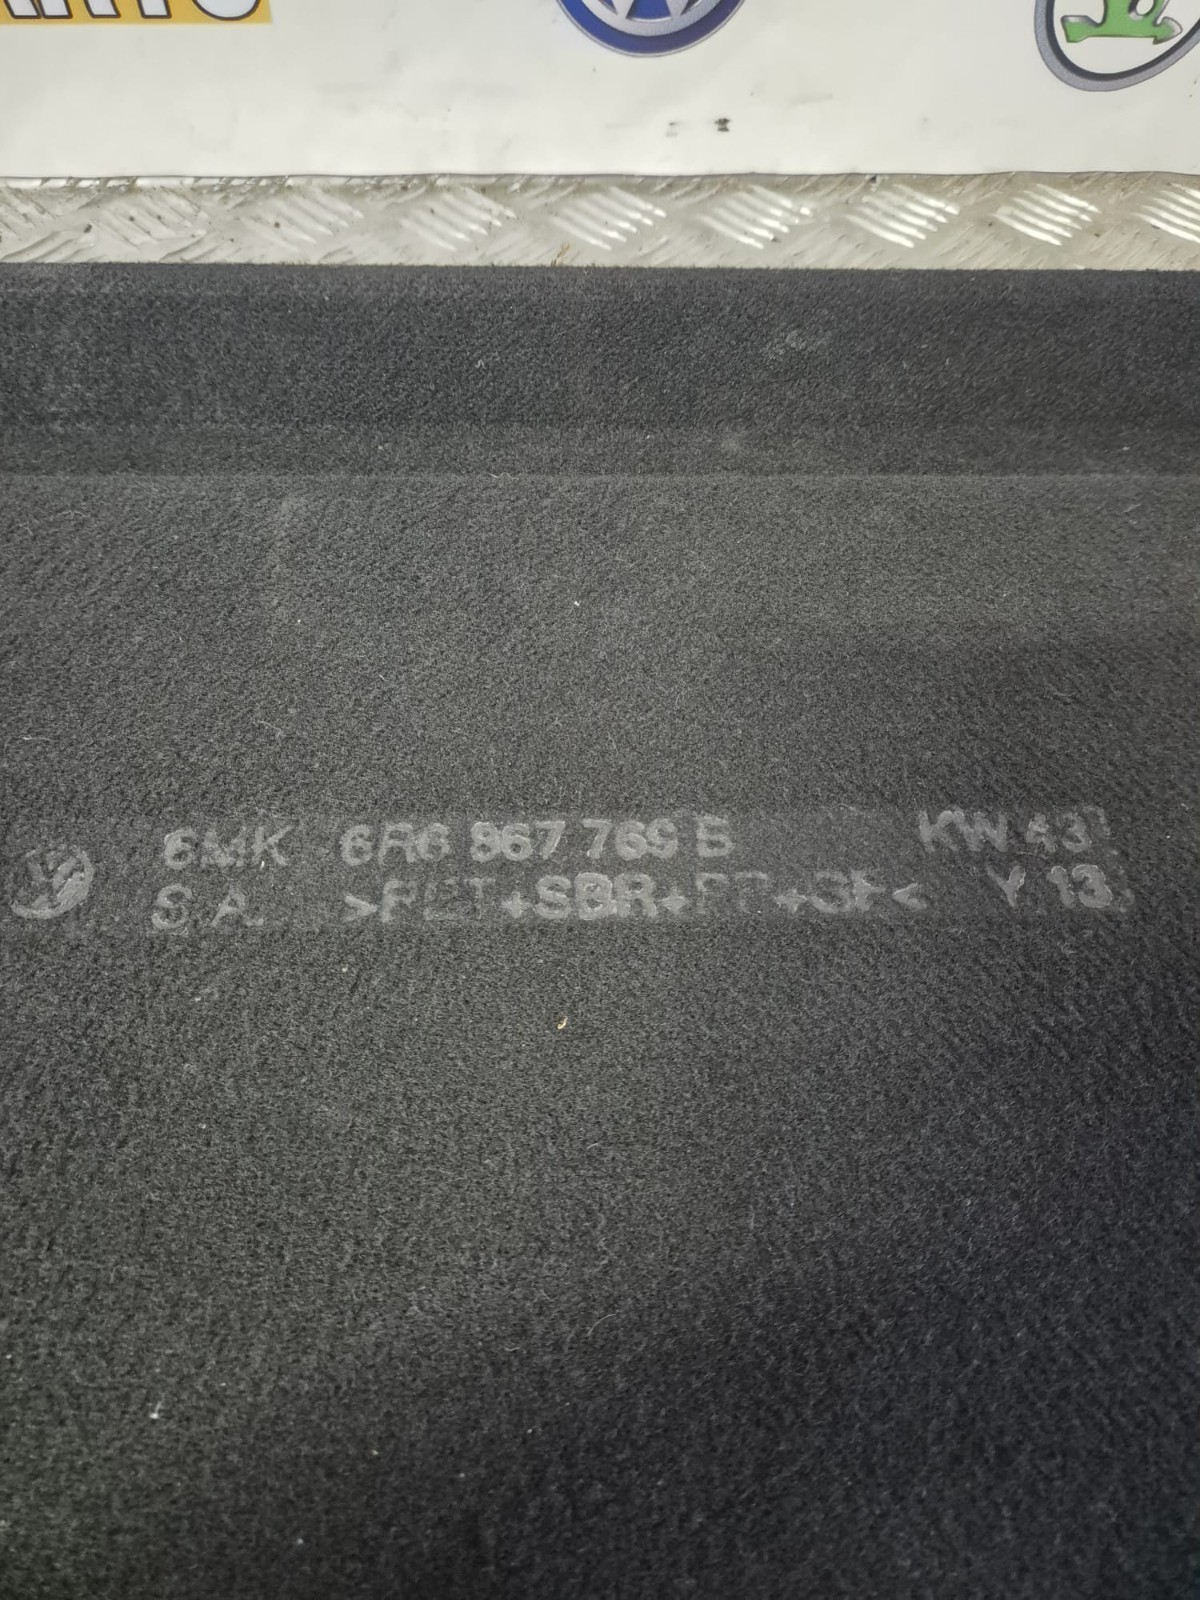 6MK 6R6 867 769 B KW 43
S.A. >PET+SBR+PP+SF< Y 13